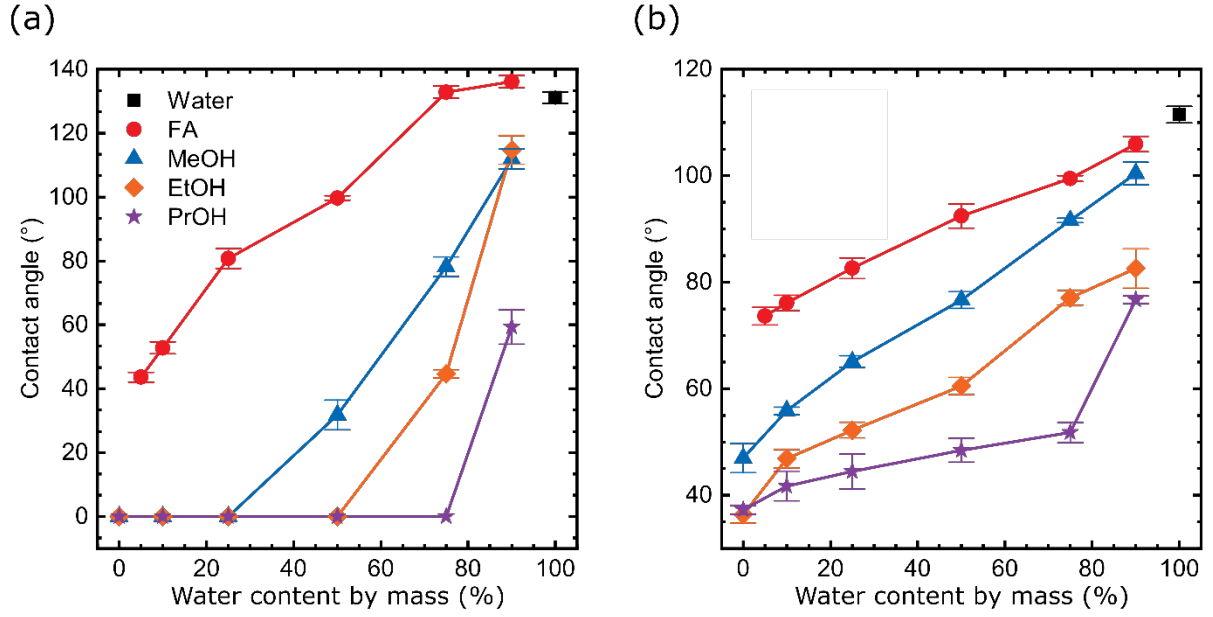 (a)
(b)
140
120
100
80
60
40
20
0
Contact angle (°)
Water
FA
MeOH
EtOH
PrOH
0 20 40 60 80 100
Water content by mass (%)
120
100
80
60
40
Contact angle (°)
0 20 40 60 80 100
Water content by mass (%)